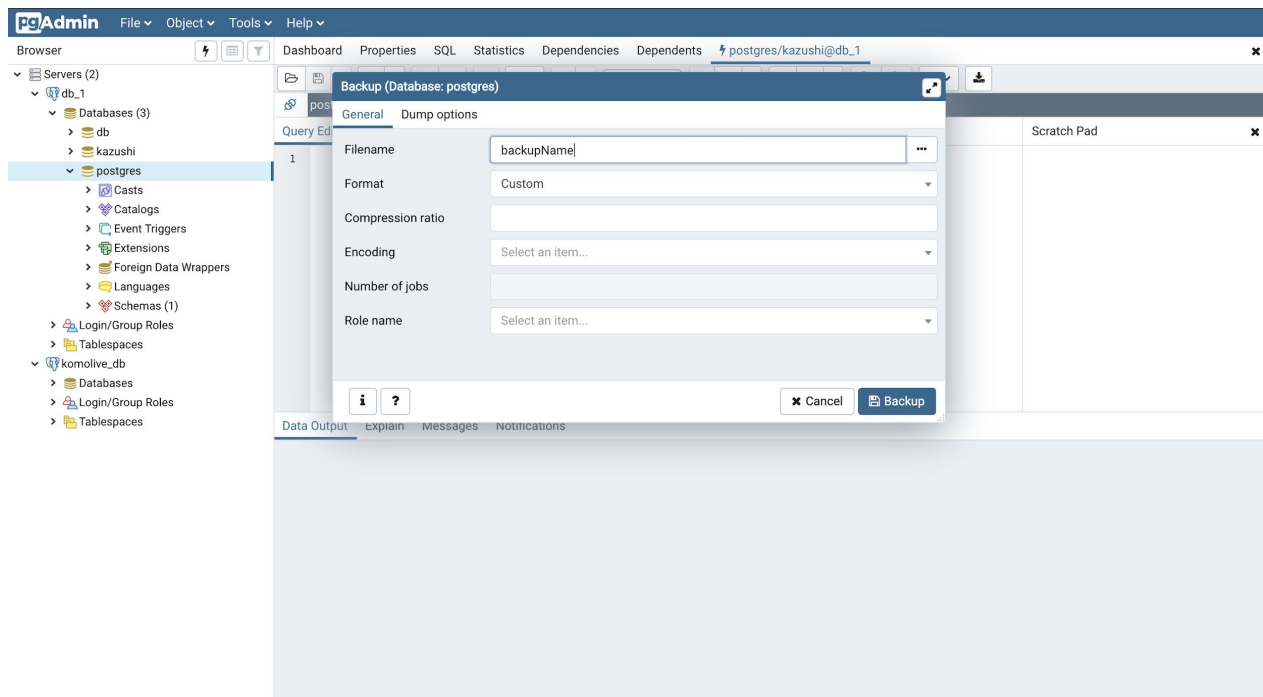 pgAdmin File Object Tools Help
Browser
Dashboard Properties SQL Statistics Dependencies Dependents postgres/kazushi@db_1
Servers (2)
db_1
Databases (3)
db
kazushi
postgres
Casts
Catalogs
Event Triggers
Extensions
Foreign Data Wrappers
Languages
Schemas (1)
Login/Group Roles
Tablespaces
komolive_db
Databases
Login/Group Roles
Tablespaces
post
Query Ed
Scratch Pad
1
Backup (Database: postgres)
General Dump options
Filename backupName
Format Custom
Compression ratio
Encoding Select an item...
Number of jobs
Role name Select an item...
i ? Cancel Backup
Data Output Explain Messages Notifications